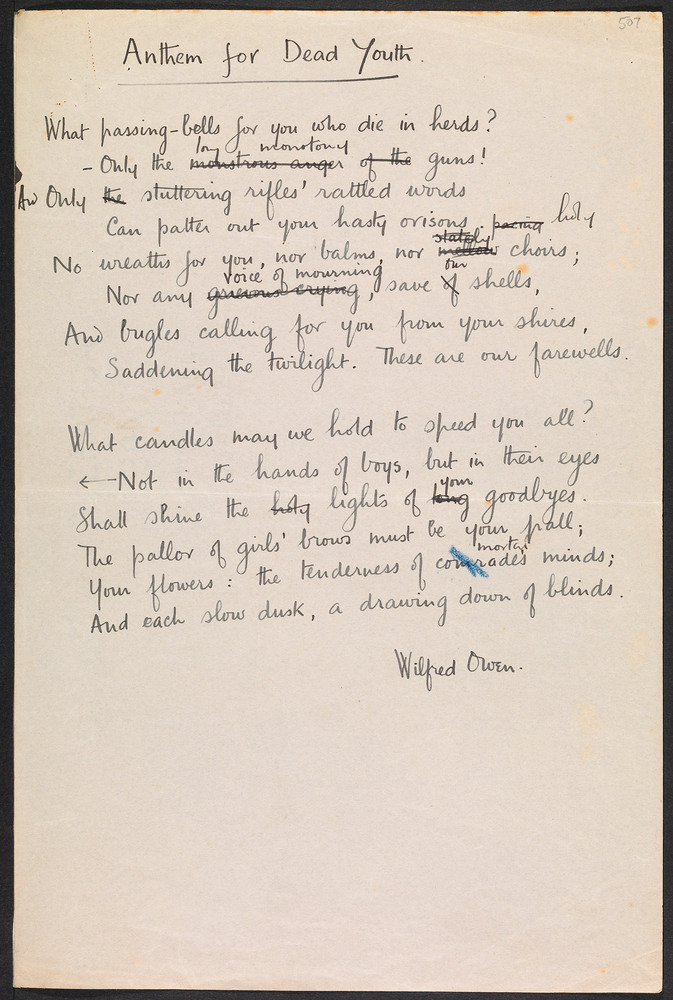 507
Anthem for Dead Youth.
What passing-bells for you who die in herds?
long monotony
- Only the monstrous anger of the guns!
And Only the stuttering rifles' rattled words
Can patter out your hasty orisons. pacing holy
stately
No wreaths for you, nor balms, nor mellow choirs;
voice of mourning our
Nor any grievous crying, save of shells,
And bugles calling for you from your shires,
Saddening the twilight. These are our farewells.
What candles may we hold to speed you all?
←Not in the hands of boys, but in their eyes
your
Shall shine the holy lights of long goodbyes.
The pallor of girls' brows must be your pall;
mortal
Your flowers: the tenderness of comrades minds;
And each slow dusk, a drawing down of blinds.
Wilfred Owen.